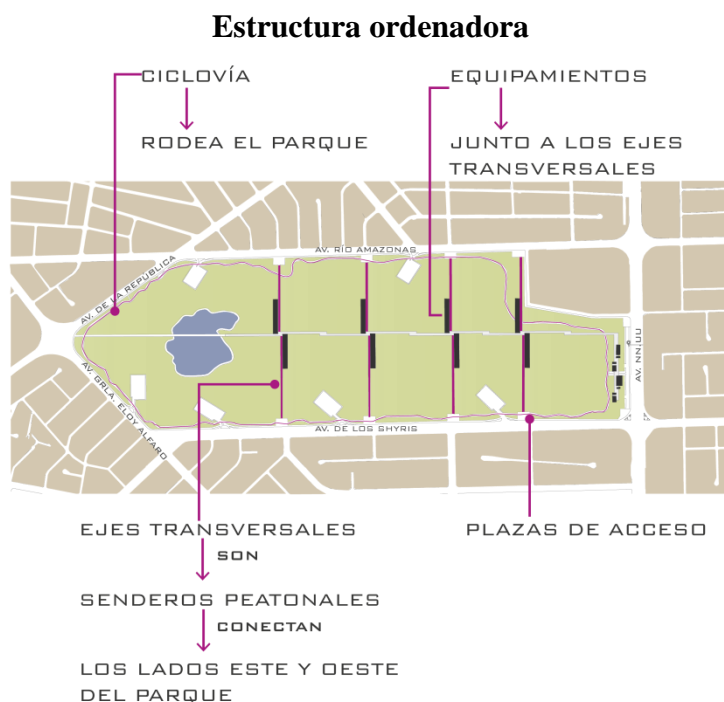 Estructura ordenadora
CICLOVÍA
EQUIPAMIENTOS
RODEA EL PARQUE
JUNTO A LOS EJES
TRANSVERSALES
AV. RÍO AMAZONAS
AV. DE LA REPUBLICA
AV. NN.UU
AV. GRLA. ELOY ALFARO
AV. DE LOS SHYRIS
EJES TRANSVERSALES
PLAZAS DE ACCESO
SON
SENDEROS PEATONALES
CONECTAN
LOS LADOS ESTE Y OESTE
DEL PARQUE